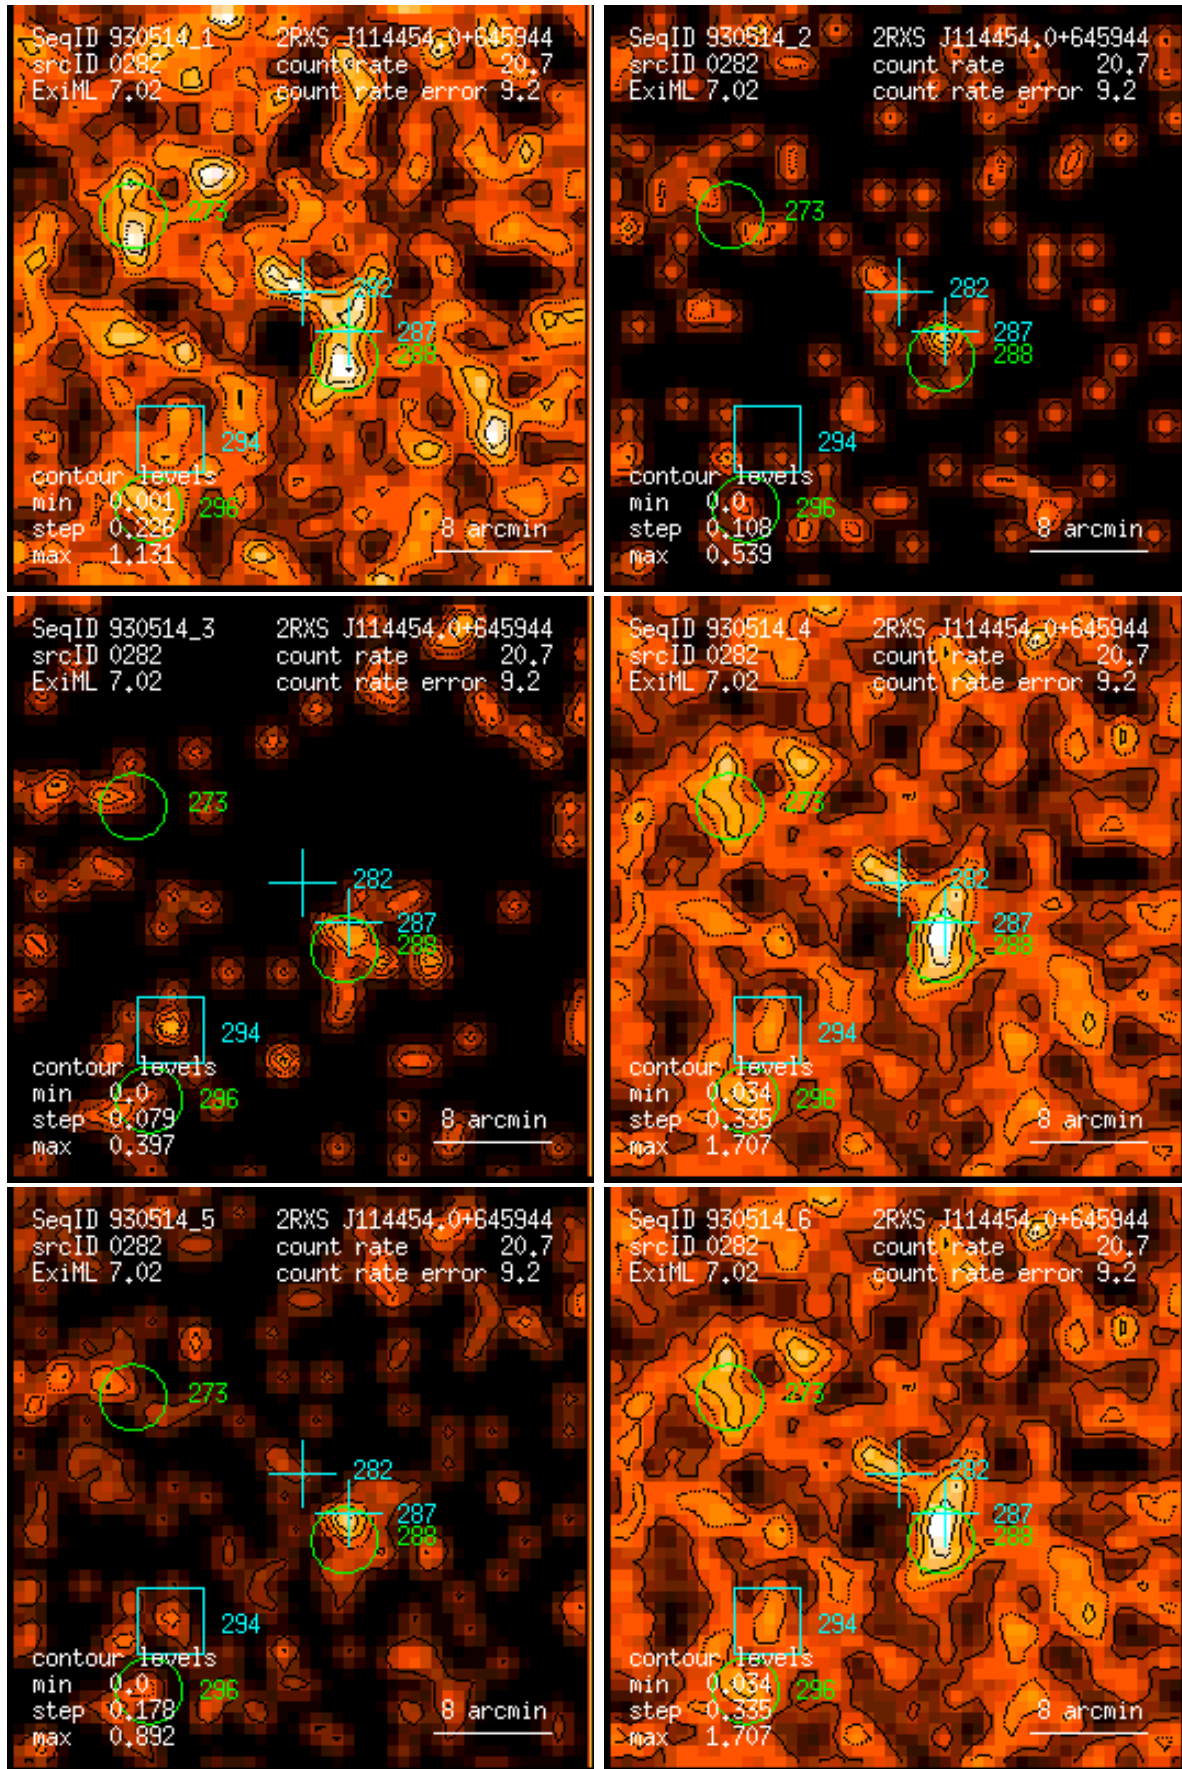 SeqID 930514_1 2RXS J114454.0+645944
srcID 0282 count rate 20.7
ExiML 7.02 count rate error 9.2
273
282
287
288
294
contour levels
min 0.001
296
step 0.226
8 arcmin
max 1.131
SeqID 930514_2 2RXS J114454.0+645944
srcID 0282 count rate 20.7
ExiML 7.02 count rate error 9.2
273
282
287
288
294
contour levels
min 0.0
296
step 0.108
8 arcmin
max 0.539
SeqID 930514_3 2RXS J114454.0+645944
srcID 0282 count rate 20.7
ExiML 7.02 count rate error 9.2
273
282
287
288
294
contour levels
min 0.0
296
step 0.079
8 arcmin
max 0.397
SeqID 930514_4 2RXS J114454.0+645944
srcID 0282 count rate 20.7
ExiML 7.02 count rate error 9.2
273
282
287
288
294
contour levels
min 0.034
296
step 0.335
8 arcmin
max 1.707
SeqID 930514_5 2RXS J114454.0+645944
srcID 0282 count rate 20.7
ExiML 7.02 count rate error 9.2
273
282
287
288
294
contour levels
min 0.0
296
step 0.178
8 arcmin
max 0.892
SeqID 930514_6 2RXS J114454.0+645944
srcID 0282 count rate 20.7
ExiML 7.02 count rate error 9.2
273
282
287
288
294
contour levels
min 0.034
296
step 0.335
8 arcmin
max 1.707